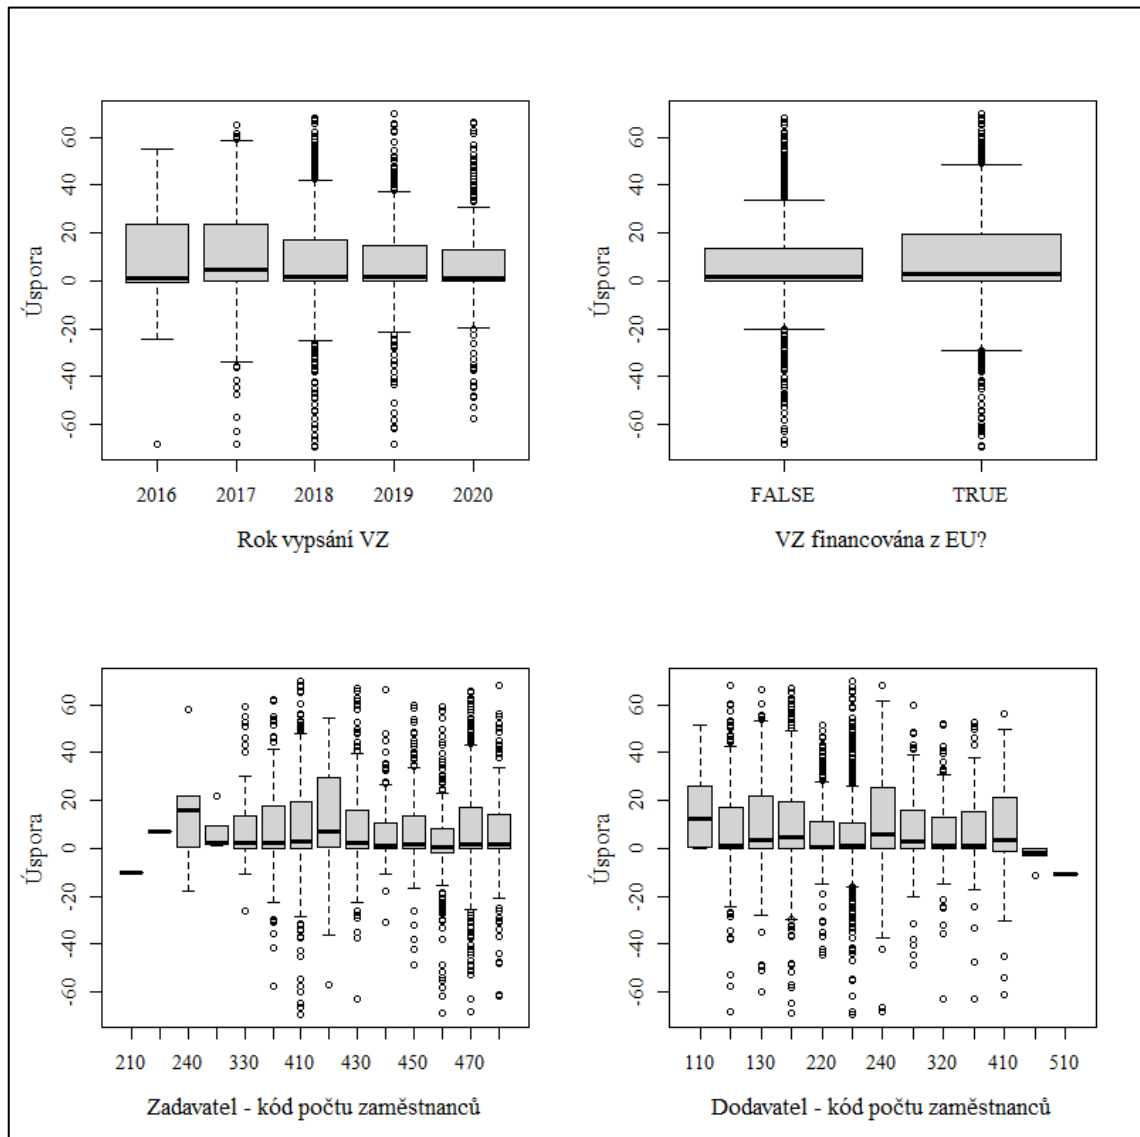 60
40
20
0
-20
-40
-60
Úspora
2016 2017 2018 2019 2020
Rok vypsání VZ
60
40
20
0
-20
-40
-60
Úspora
FALSE TRUE
VZ financována z EU?
60
40
20
0
-20
-40
-60
Úspora
210 240 330 410 430 450 470
Zadavatel - kód počtu zaměstnanců
60
40
20
0
-20
-40
-60
Úspora
110 130 220 240 320 410 510
Dodavatel - kód počtu zaměstnanců